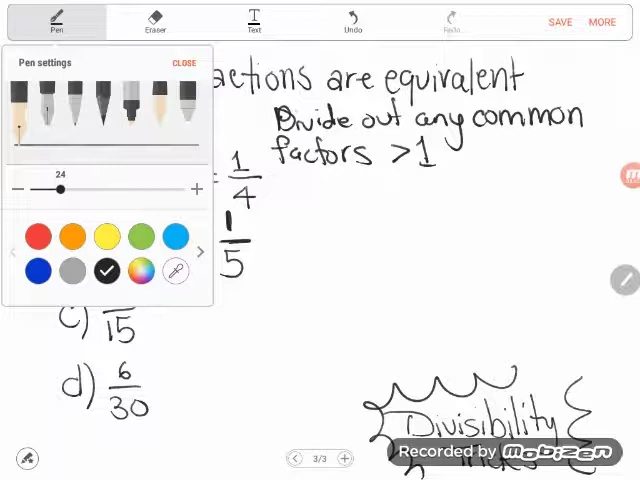 Pen
Eraser
Text
Undo
Redo
SAVE
MORE
Pen settings
CLOSE
24
actions are equivalent
Divide out any common
factors > 1
= 1/4
1/5
c) 15
d) 6/30
Divisibility
Tricks
3/3
Recorded by mobizen